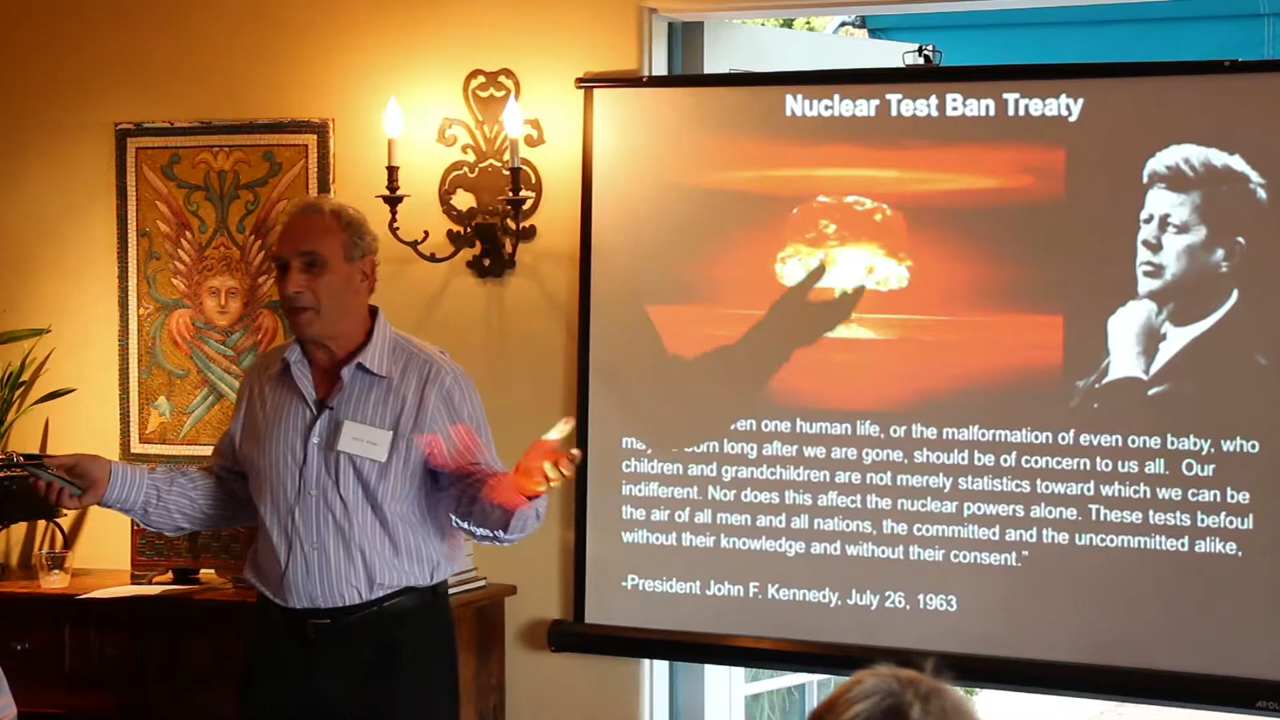 Nuclear Test Ban Treaty
one human life, or the malformation of even one baby, who
long after we are gone, should be of concern to us all. Our
children and grandchildren are not merely statistics toward which we can be
indifferent. Nor does this affect the nuclear powers alone. These tests befoul
the air of all men and all nations, the committed and the uncommitted alike,
without their knowledge and without their consent.”
-President John F. Kennedy, July 26, 1963